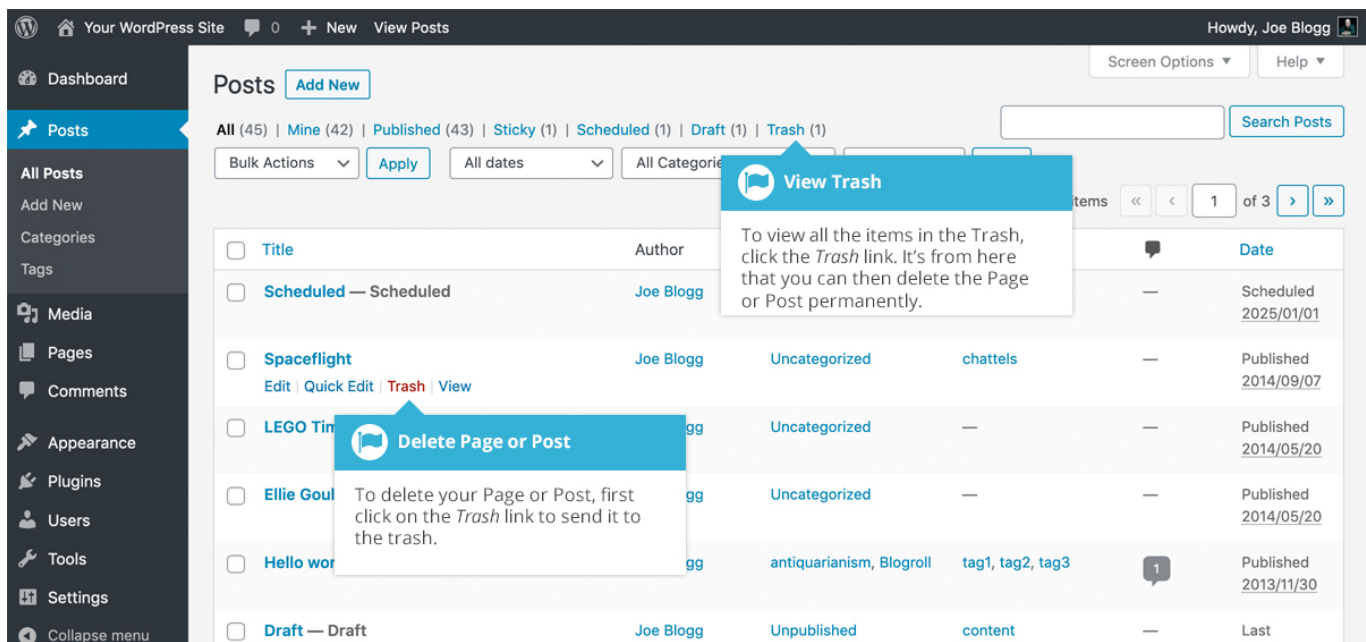 Your WordPress Site 0 New View Posts Howdy, Joe Blogg
Screen Options Help
Dashboard
Posts
All Posts
Add New
Categories
Tags
Media
Pages
Comments
Appearance
Plugins
Users
Tools
Settings
Collapse menu
Posts Add New
All (45) | Mine (42) | Published (43) | Sticky (1) | Scheduled (1) | Draft (1) | Trash (1)
Search Posts
Bulk Actions Apply All dates All Categorie
View Trash
To view all the items in the Trash,
click the Trash link. It's from here
that you can then delete the Page
or Post permanently.
items « ‹ 1 of 3 › »
Title Author Date
Scheduled — Scheduled Joe Blogg — Scheduled
2025/01/01
Spaceflight Joe Blogg Uncategorized chattels — Published
Edit | Quick Edit | Trash | View 2014/09/07
LEGO Tim gg Uncategorized — — Published
2014/05/20
Delete Page or Post
To delete your Page or Post, first
click on the Trash link to send it to
the trash.
Ellie Goul gg Uncategorized — — Published
2014/05/20
Hello wor gg antiquarianism, Blogroll tag1, tag2, tag3 1 Published
2013/11/30
Draft — Draft Joe Blogg Unpublished content — Last